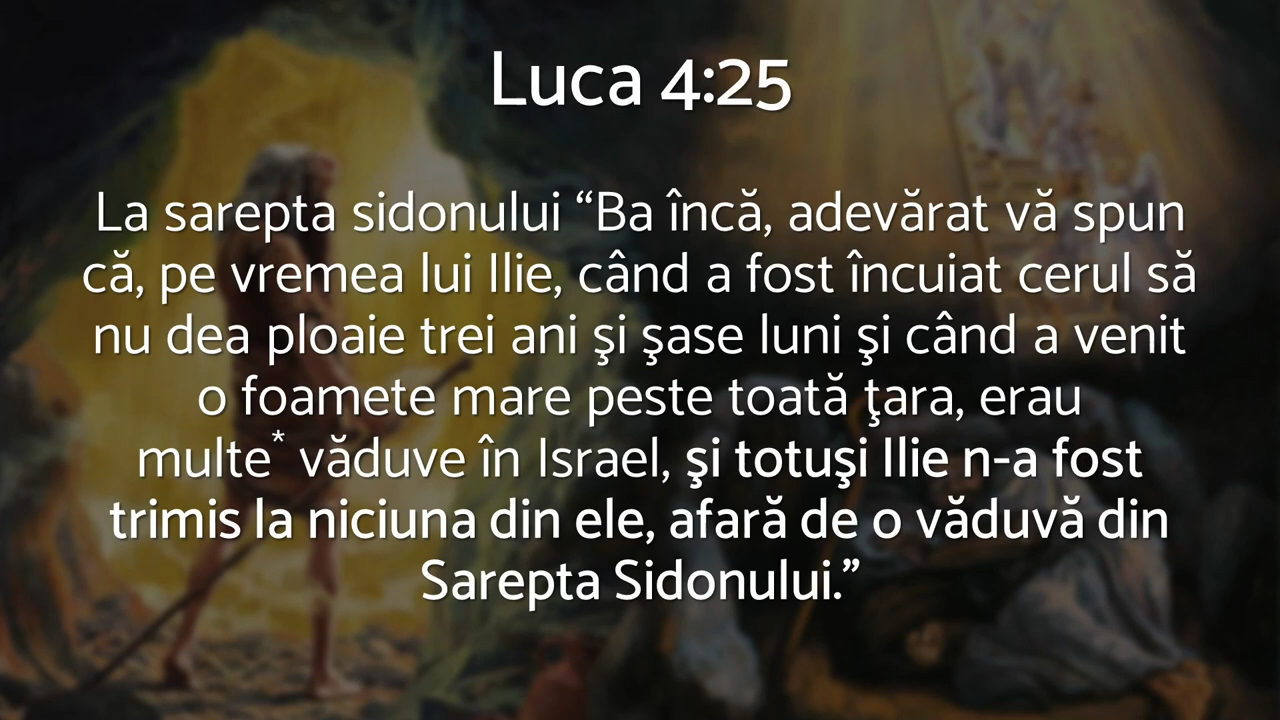 Luca 4:25
La sarepta sidonului “Ba încă, adevărat vă spun
că, pe vremea lui Ilie, când a fost încuiat cerul să
nu dea ploaie trei ani şi şase luni şi când a venit
o foamete mare peste toată ţara, erau
multe* văduve în Israel, şi totuşi Ilie n-a fost
trimis la niciuna din ele, afară de o văduvă din
Sarepta Sidonului.”